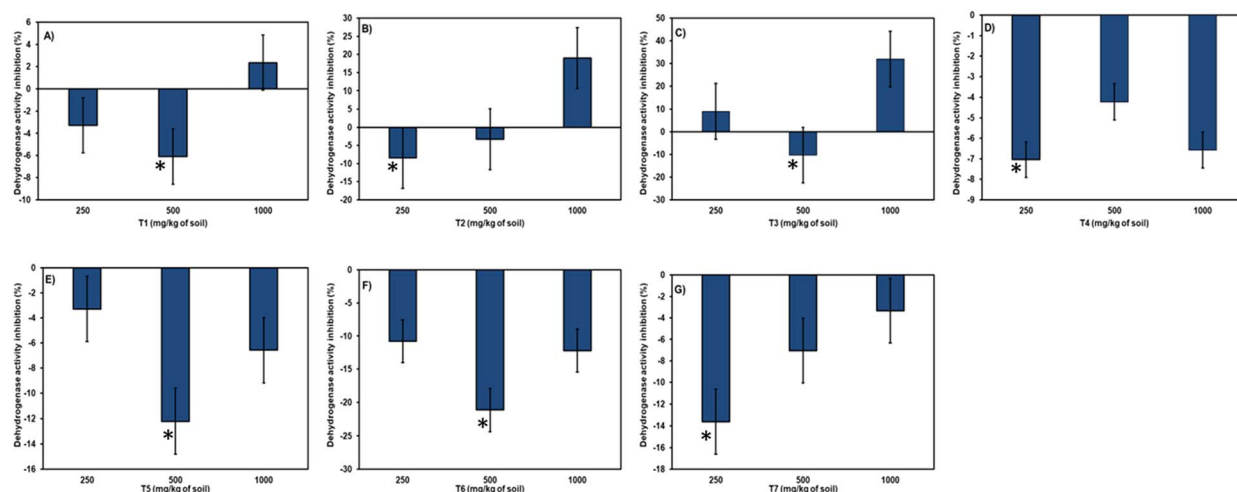 A)
Dehydrogenase activity inhibition (%)
6
4
2
0
-2
-4
-6
-8
-10
*
250 500 1000
T1 (mg/kg of soil)
B)
Dehydrogenase activity inhibition (%)
30
25
20
15
10
5
0
-5
-10
-15
-20
*
250 500 1000
T2 (mg/kg of soil)
C)
Dehydrogenase activity inhibition (%)
50
40
30
20
10
0
-10
-20
-30
*
250 500 1000
T3 (mg/kg of soil)
D)
Dehydrogenase activity inhibition (%)
0
-1
-2
-3
-4
-5
-6
-7
-8
-9
*
250 500 1000
T4 (mg/kg of soil)
E)
Dehydrogenase activity inhibition (%)
0
-2
-4
-6
-8
-10
-12
-14
-16
*
250 500 1000
T5 (mg/kg of soil)
F)
Dehydrogenase activity inhibition (%)
0
-5
-10
-15
-20
-25
-30
*
250 500 1000
T6 (mg/kg of soil)
G)
Dehydrogenase activity inhibition (%)
0
-2
-4
-6
-8
-10
-12
-14
-16
-18
*
250 500 1000
T7 (mg/kg of soil)